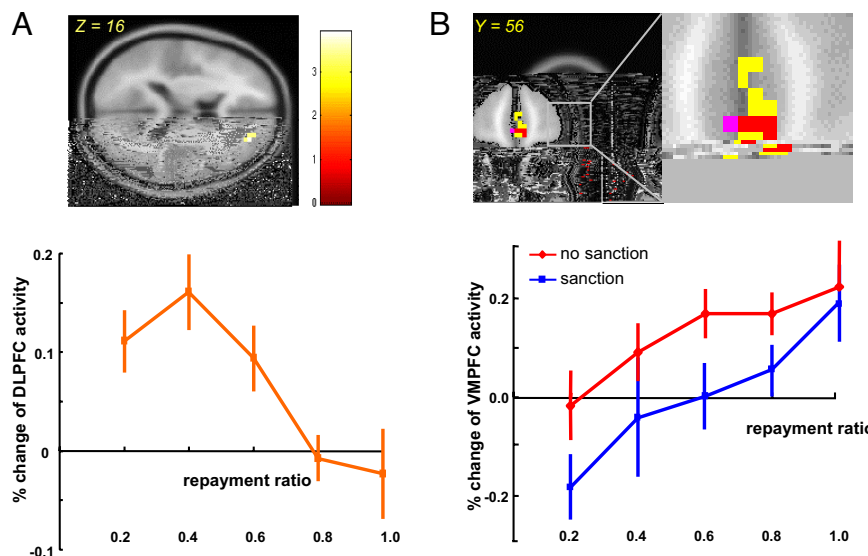 A
Z = 16
3
2
1
0
B
Y = 56
% change of DLPFC activity
0.2
0.1
0
-0.1
repayment ratio
0.2 0.4 0.6 0.8 1.0
% change of VMPFC activity
no sanction
sanction
0.2
0.0
-0.2
repayment ratio
0.2 0.4 0.6 0.8 1.0